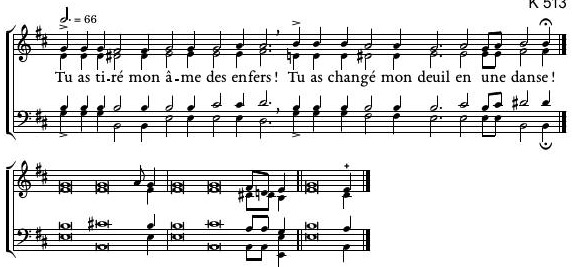 K 513
𝅗𝅥. = 66
Tu as ti-ré mon â-me des enfers ! Tu as changé mon deuil en une danse !